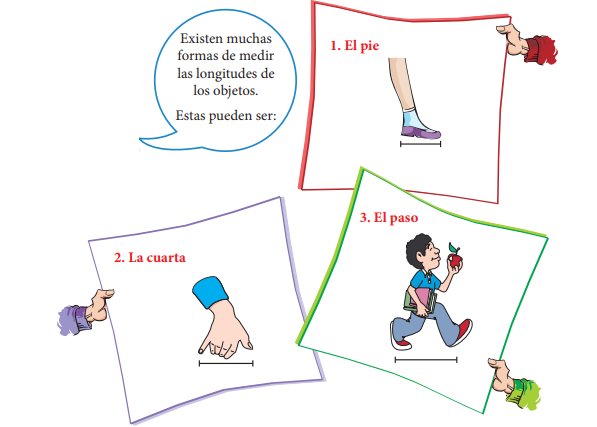 Existen muchas
formas de medir
las longitudes de
los objetos.
Estas pueden ser:
1. El pie
2. La cuarta
3. El paso